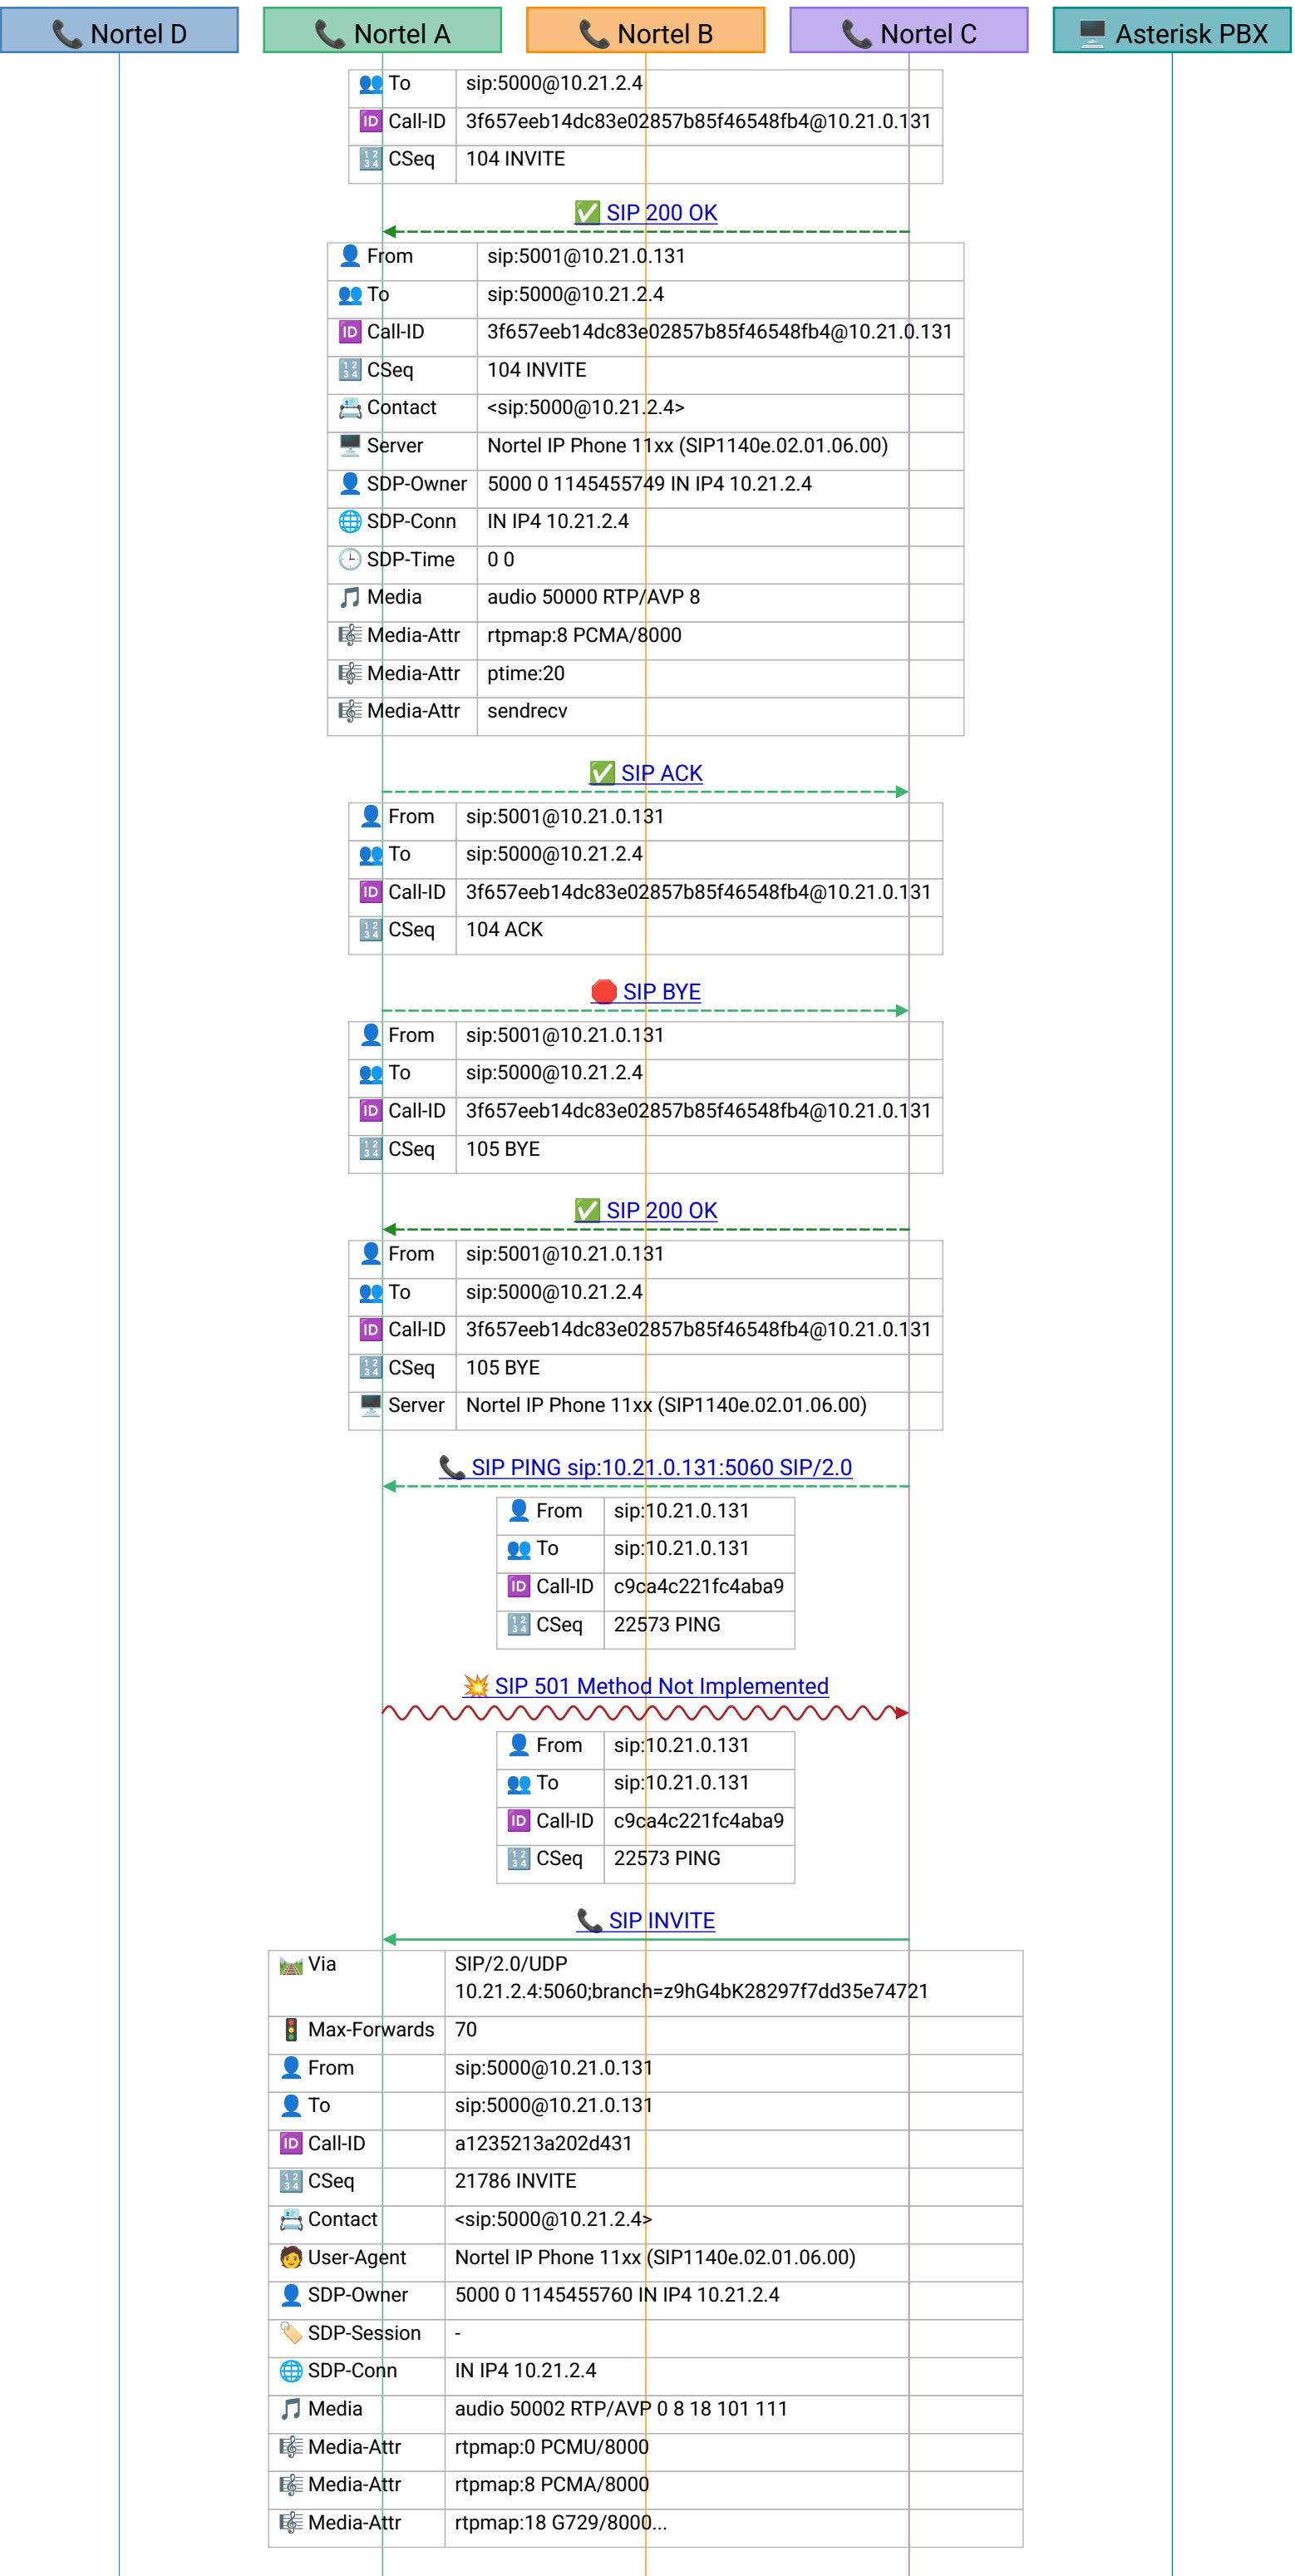 📞 Nortel D
📞 Nortel A
📞 Nortel B
📞 Nortel C
🖥️ Asterisk PBX
👥 To sip:5000@10.21.2.4
🆔 Call-ID 3f657eeb14dc83e02857b85f46548fb4@10.21.0.131
🔢 CSeq 104 INVITE
✅ SIP 200 OK
👤 From sip:5001@10.21.0.131
👥 To sip:5000@10.21.2.4
🆔 Call-ID 3f657eeb14dc83e02857b85f46548fb4@10.21.0.131
🔢 CSeq 104 INVITE
📇 Contact <sip:5000@10.21.2.4>
🖥️ Server Nortel IP Phone 11xx (SIP1140e.02.01.06.00)
👤 SDP-Owner 5000 0 1145455749 IN IP4 10.21.2.4
🌐 SDP-Conn IN IP4 10.21.2.4
🕒 SDP-Time 0 0
🎵 Media audio 50000 RTP/AVP 8
🎼 Media-Attr rtpmap:8 PCMA/8000
🎼 Media-Attr ptime:20
🎼 Media-Attr sendrecv
✅ SIP ACK
👤 From sip:5001@10.21.0.131
👥 To sip:5000@10.21.2.4
🆔 Call-ID 3f657eeb14dc83e02857b85f46548fb4@10.21.0.131
🔢 CSeq 104 ACK
🛑 SIP BYE
👤 From sip:5001@10.21.0.131
👥 To sip:5000@10.21.2.4
🆔 Call-ID 3f657eeb14dc83e02857b85f46548fb4@10.21.0.131
🔢 CSeq 105 BYE
✅ SIP 200 OK
👤 From sip:5001@10.21.0.131
👥 To sip:5000@10.21.2.4
🆔 Call-ID 3f657eeb14dc83e02857b85f46548fb4@10.21.0.131
🔢 CSeq 105 BYE
🖥️ Server Nortel IP Phone 11xx (SIP1140e.02.01.06.00)
📞 SIP PING sip:10.21.0.131:5060 SIP/2.0
👤 From sip:10.21.0.131
👥 To sip:10.21.0.131
🆔 Call-ID c9ca4c221fc4aba9
🔢 CSeq 22573 PING
💥 SIP 501 Method Not Implemented
👤 From sip:10.21.0.131
👥 To sip:10.21.0.131
🆔 Call-ID c9ca4c221fc4aba9
🔢 CSeq 22573 PING
📞 SIP INVITE
🛤️ Via SIP/2.0/UDP
10.21.2.4:5060;branch=z9hG4bK28297f7dd35e74721
🚦 Max-Forwards 70
👤 From sip:5000@10.21.0.131
👤 To sip:5000@10.21.0.131
🆔 Call-ID a1235213a202d431
🔢 CSeq 21786 INVITE
📇 Contact <sip:5000@10.21.2.4>
🧑 User-Agent Nortel IP Phone 11xx (SIP1140e.02.01.06.00)
👤 SDP-Owner 5000 0 1145455760 IN IP4 10.21.2.4
🏷️ SDP-Session -
🌐 SDP-Conn IN IP4 10.21.2.4
🎵 Media audio 50002 RTP/AVP 0 8 18 101 111
🎼 Media-Attr rtpmap:0 PCMU/8000
🎼 Media-Attr rtpmap:8 PCMA/8000
🎼 Media-Attr rtpmap:18 G729/8000...